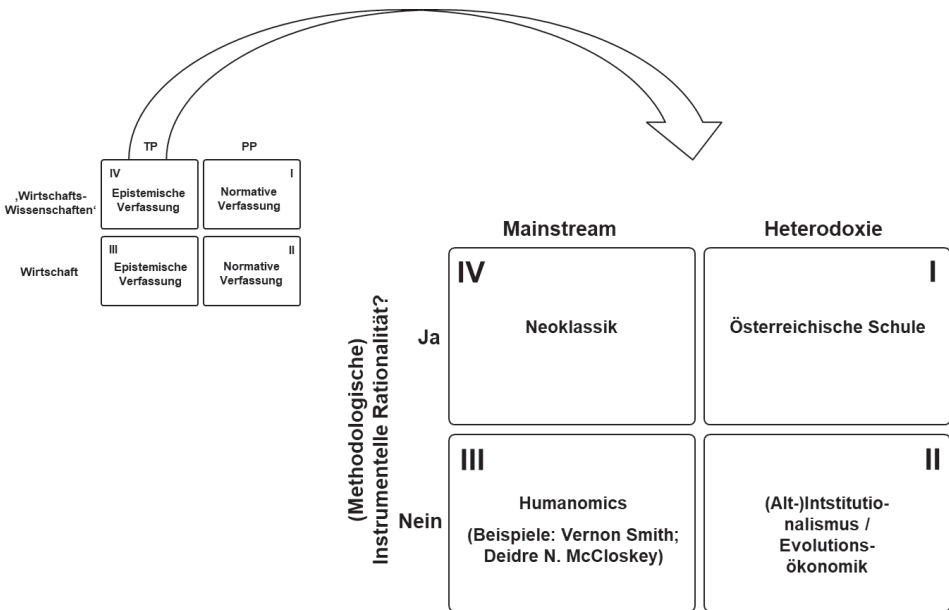 TP
PP
‚Wirtschafts-
Wissenschaften‘
IV
Epistemische
Verfassung
I
Normative
Verfassung
Wirtschaft
III
Epistemische
Verfassung
II
Normative
Verfassung
Mainstream
Heterodoxie
(Methodologische)
Instrumentelle Rationalität?
Ja
IV
Neoklassik
I
Österreichische Schule
Nein
III
Humanomics
(Beispiele: Vernon Smith;
Deidre N. McCloskey)
II
(Alt-)Intstitutio-
nalismus /
Evolutions-
ökonomik